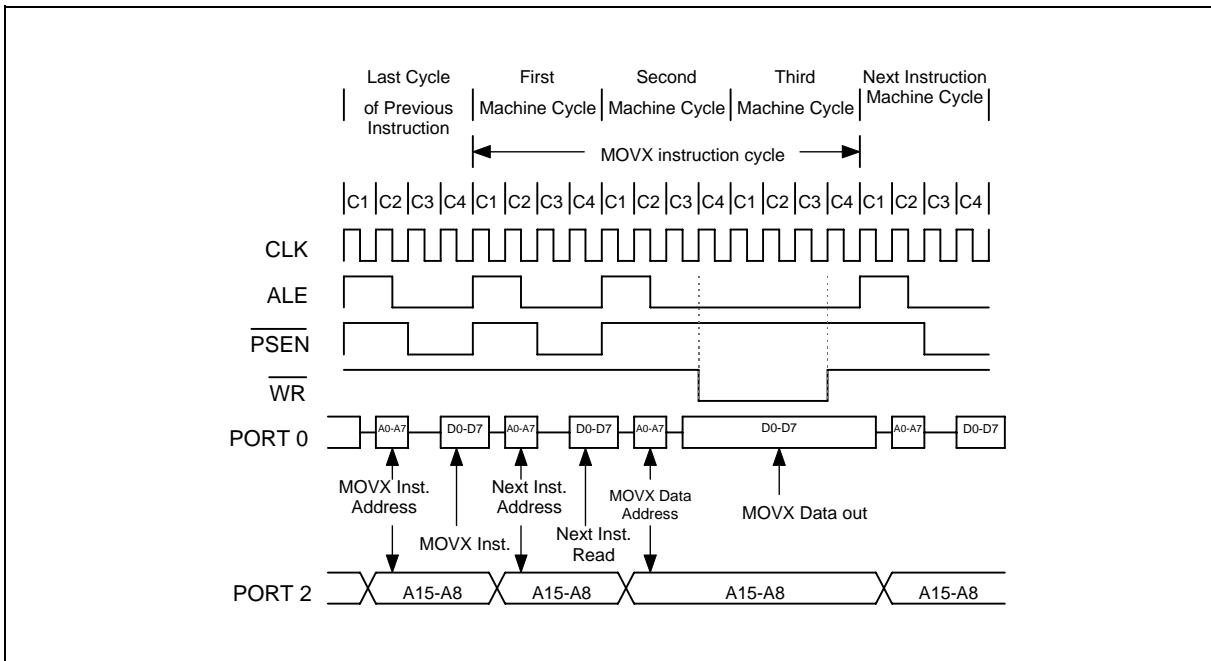 Last Cycle
of Previous
Instruction
First
Machine Cycle
Second
Machine Cycle
Third
Machine Cycle
Next Instruction
Machine Cycle
MOVX instruction cycle
C1 C2 C3 C4 C1 C2 C3 C4 C1 C2 C3 C4 C1 C2 C3 C4 C1 C2 C3 C4
CLK
ALE
PSEN
WR
PORT 0
A0-A7 D0-D7 A0-A7 D0-D7 A0-A7 D0-D7 A0-A7 D0-D7
MOVX Inst.
Address
MOVX Inst.
Next Inst.
Address
Next Inst.
Read
MOVX Data
Address
MOVX Data out
PORT 2
A15-A8 A15-A8 A15-A8 A15-A8